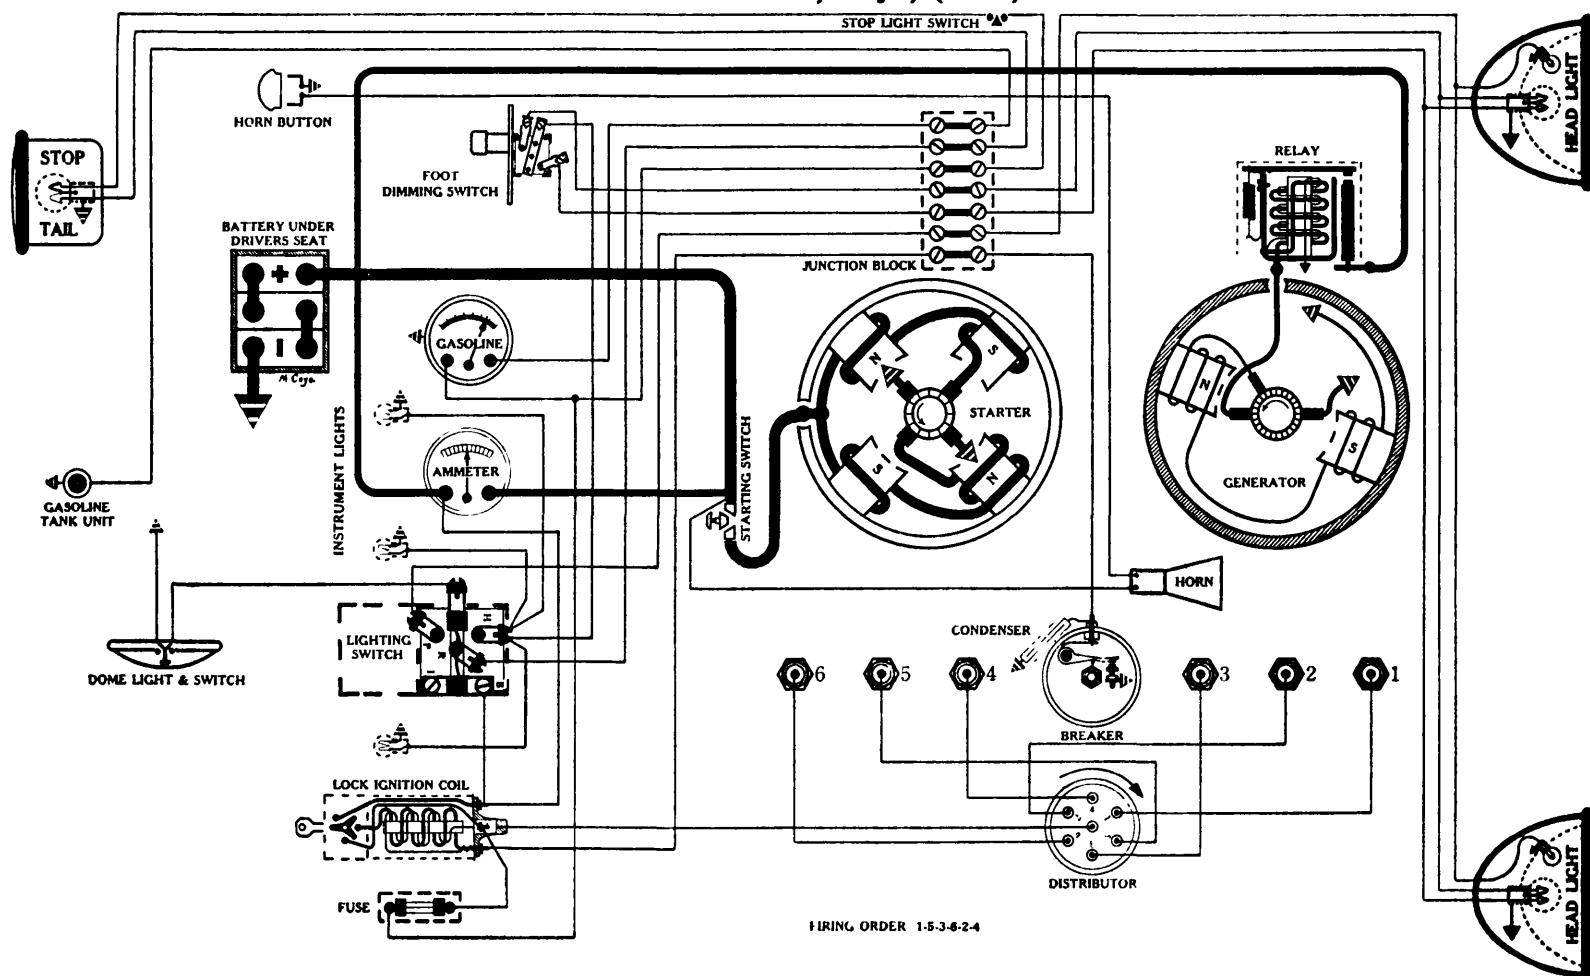 STOP LIGHT SWITCH
HEAD LIGHT
HORN BUTTON
STOP
TAIL
FOOT
DIMMING SWITCH
RELAY
BATTERY UNDER
DRIVERS SEAT
+
−
JUNCTION BLOCK
GASOLINE
N
S
STARTER
S
N
N
S
GENERATOR
INSTRUMENT LIGHTS
AMMETER
STARTING SWITCH
GASOLINE
TANK UNIT
HORN
LIGHTING
SWITCH
H
T
R
I
B
CONDENSER
DOME LIGHT & SWITCH
6
5
4
3
2
1
BREAKER
LOCK IGNITION COIL
DISTRIBUTOR
FUSE
FIRING ORDER 1-5-3-6-2-4
HEAD LIGHT